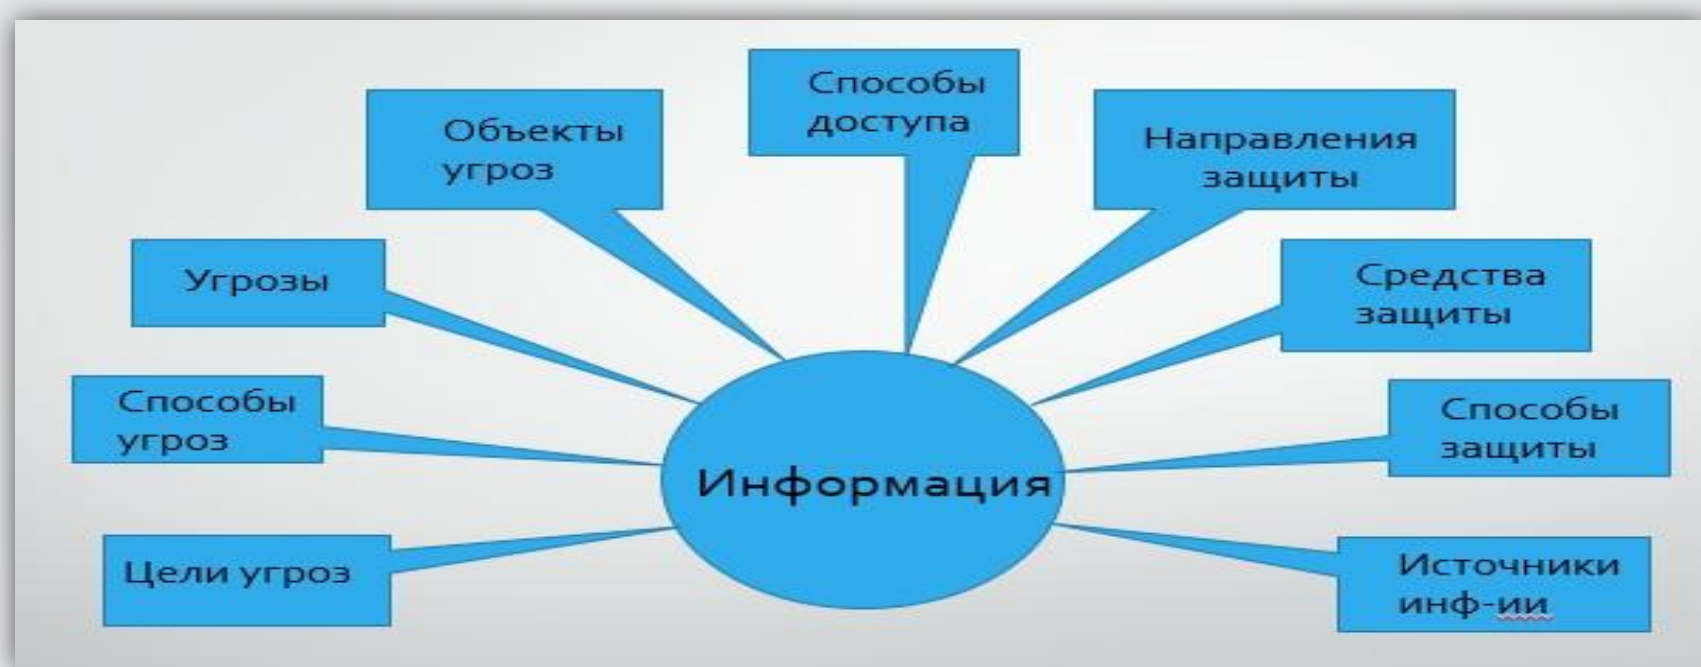 Способы
доступа
Объекты
угроз
Направления
защиты
Угрозы
Средства
защиты
Способы
угроз
Способы
защиты
Информация
Цели угроз
Источники
инф-ии